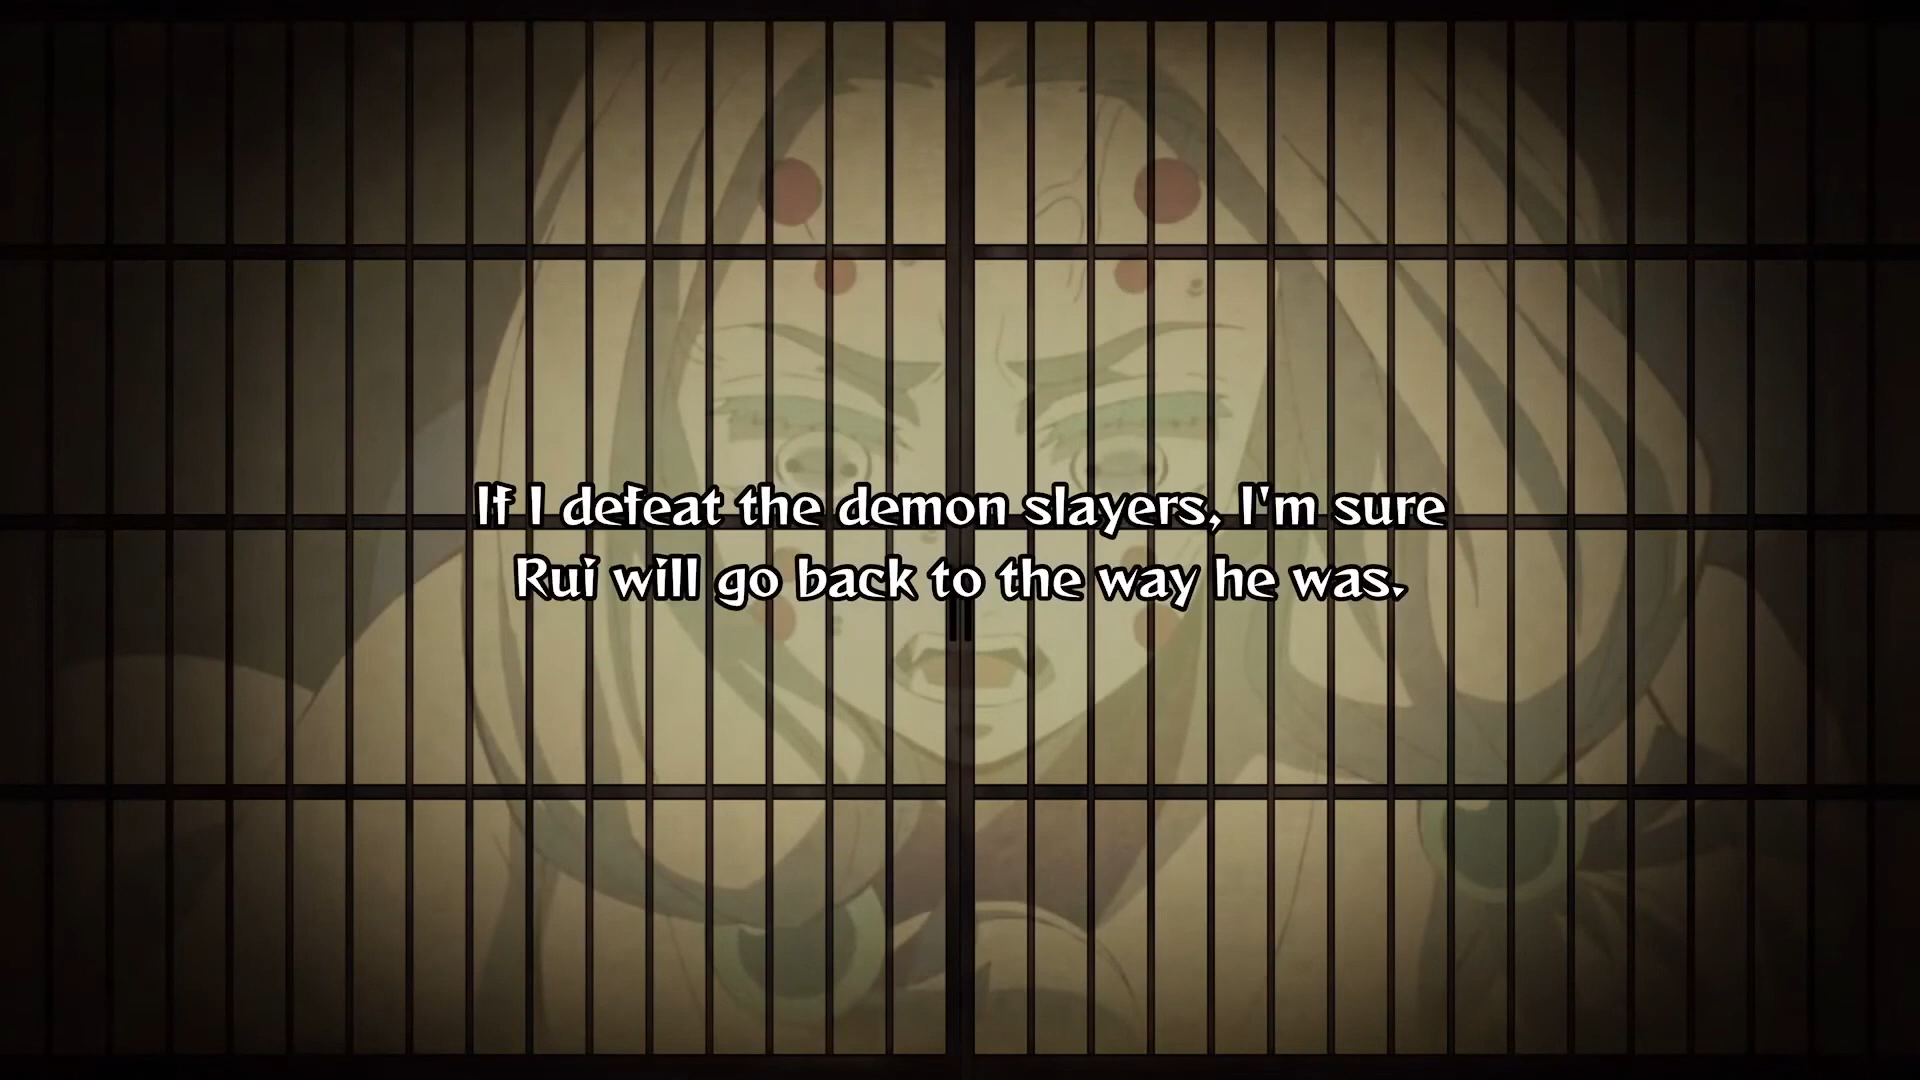 If I defeat the demon slayers, I'm sure
Rui will go back to the way he was.